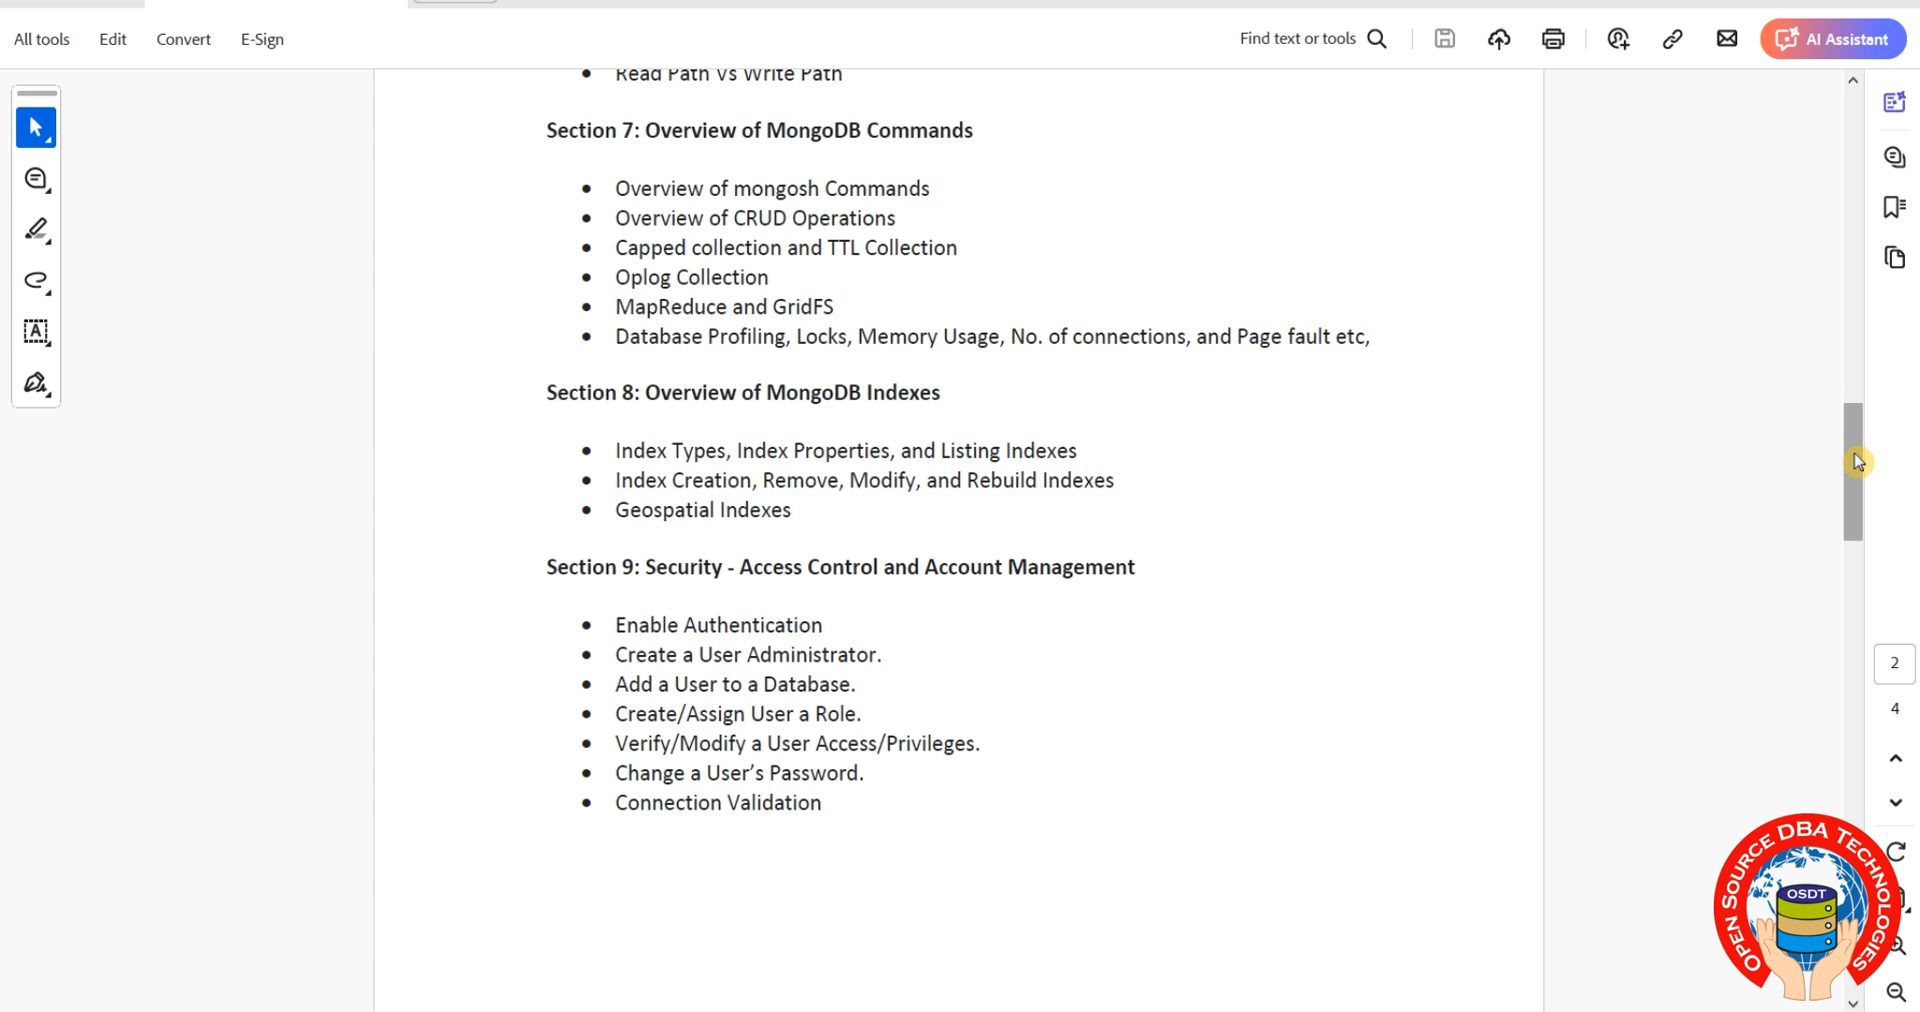 All tools Edit Convert E-Sign Find text or tools AI Assistant
• Read Path Vs Write Path
Section 7: Overview of MongoDB Commands
• Overview of mongosh Commands
• Overview of CRUD Operations
• Capped collection and TTL Collection
• Oplog Collection
• MapReduce and GridFS
• Database Profiling, Locks, Memory Usage, No. of connections, and Page fault etc,
Section 8: Overview of MongoDB Indexes
• Index Types, Index Properties, and Listing Indexes
• Index Creation, Remove, Modify, and Rebuild Indexes
• Geospatial Indexes
Section 9: Security - Access Control and Account Management
• Enable Authentication
• Create a User Administrator.
• Add a User to a Database.
• Create/Assign User a Role.
• Verify/Modify a User Access/Privileges.
• Change a User’s Password.
• Connection Validation
2
4
OPEN SOURCE DBA TECHNOLOGIES
OSDT